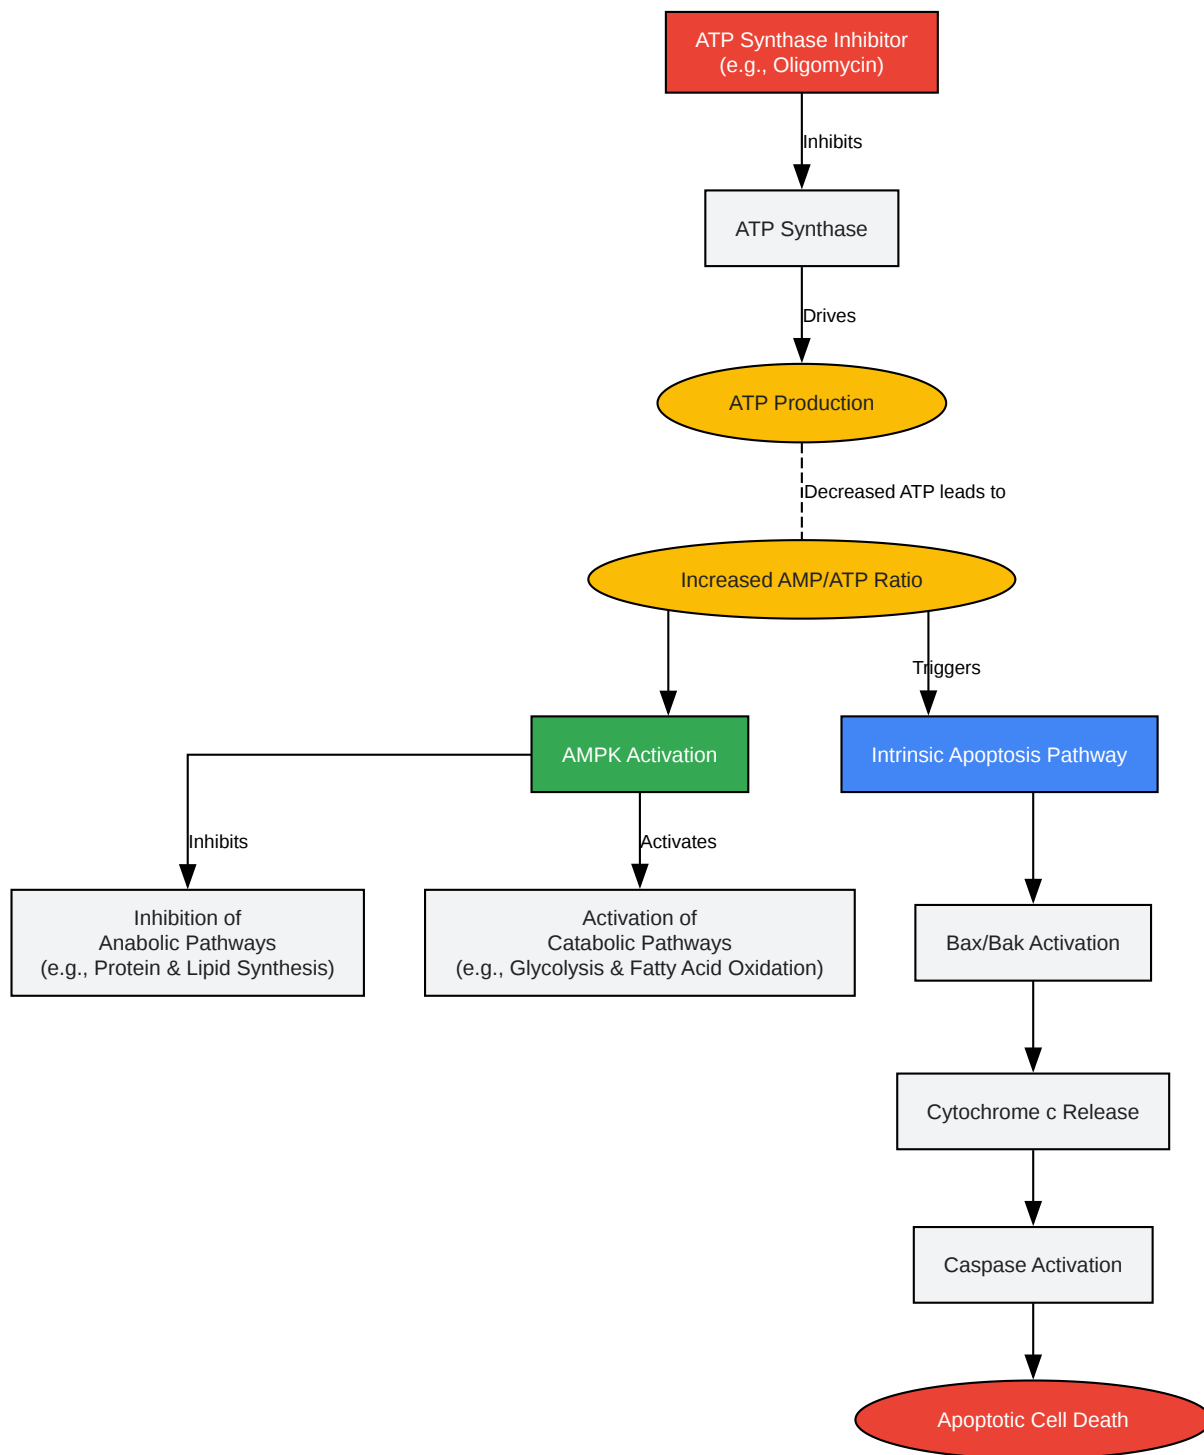 ATP Synthase Inhibitor
(e.g., Oligomycin)
Inhibits
ATP Synthase
Drives
ATP Production
Decreased ATP leads to
Increased AMP/ATP Ratio
Triggers
AMPK Activation
Intrinsic Apoptosis Pathway
Inhibits
Activates
Inhibition of
Anabolic Pathways
(e.g., Protein & Lipid Synthesis)
Activation of
Catabolic Pathways
(e.g., Glycolysis & Fatty Acid Oxidation)
Bax/Bak Activation
Cytochrome c Release
Caspase Activation
Apoptotic Cell Death